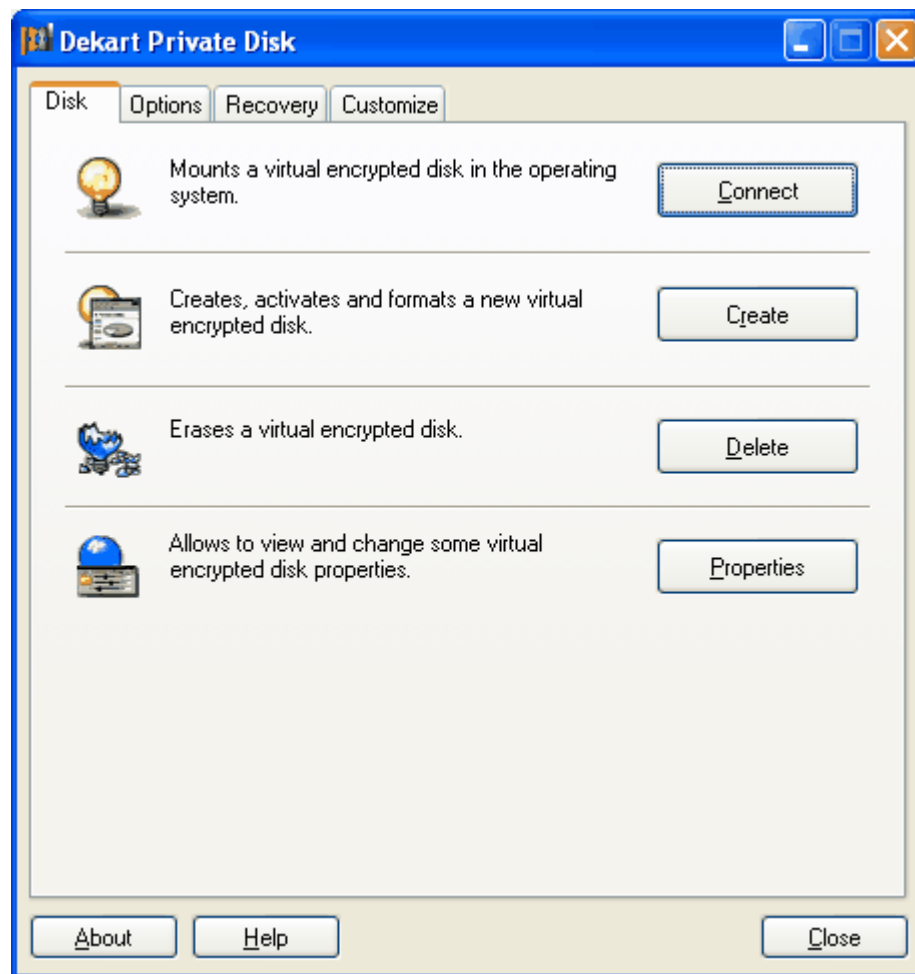 Dekart Private Disk
Disk Options Recovery Customize
Mounts a virtual encrypted disk in the operating
system.
Connect
Creates, activates and formats a new virtual
encrypted disk.
Create
Erases a virtual encrypted disk.
Delete
Allows to view and change some virtual
encrypted disk properties.
Properties
About Help Close